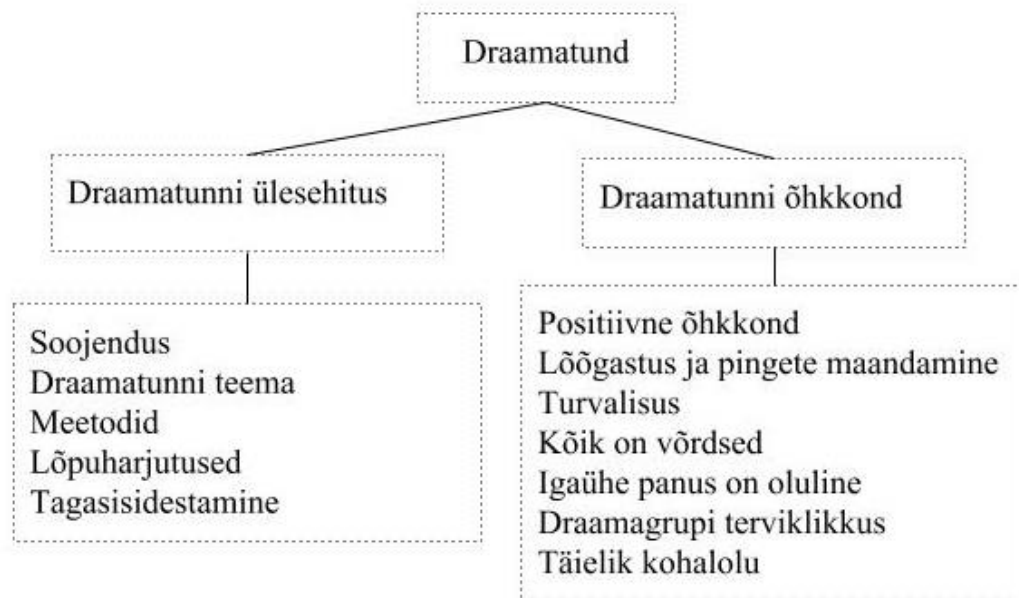 Draamatund
Draamatunni ülesehitus
Draamatunni õhkkond
Soojendus
Draamatunni teema
Meetodid
Lõpuharjutused
Tagasisidestamine
Positiivne õhkkond
Lõõgastus ja pingete maandamine
Turvalisus
Kõik on võrdsed
Igaühe panus on oluline
Draamagrupi terviklikkus
Täielik kohalolu